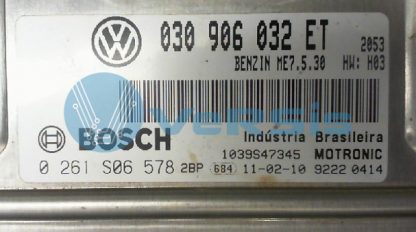 030 906 032 ET 2053
BENZIN ME7.5.30 HW: H03
Versis
BOSCH Indústria Brasileira
1039S47345 MOTRONIC
0 261 S06 578 2BP 684 11-02-10 9222 0414